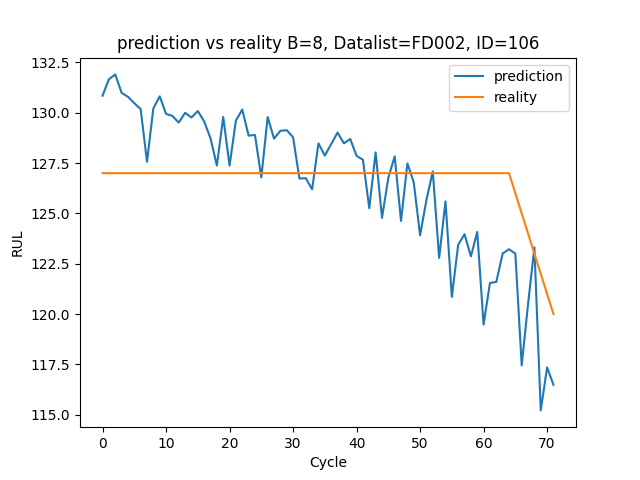 prediction vs reality B=8, Datalist=FD002, ID=106
prediction
reality
132.5
130.0
127.5
125.0
122.5
120.0
117.5
115.0
RUL
0 10 20 30 40 50 60 70
Cycle